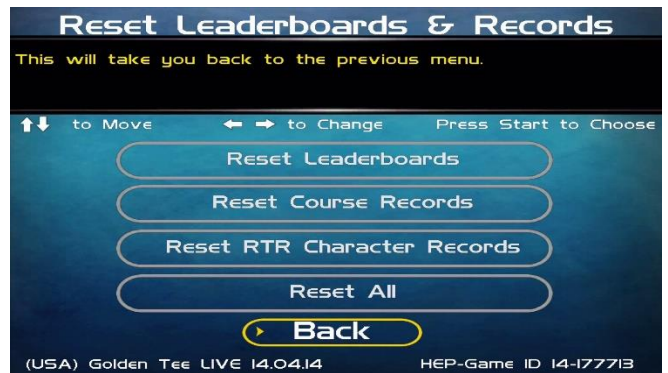 Reset Leaderboards & Records
This will take you back to the previous menu.
↑↓ to Move ← → to Change Press Start to Choose
Reset Leaderboards
Reset Course Records
Reset RTR Character Records
Reset All
Back
(USA) Golden Tee LIVE 14.04.14 HEP-Game ID 14-177713